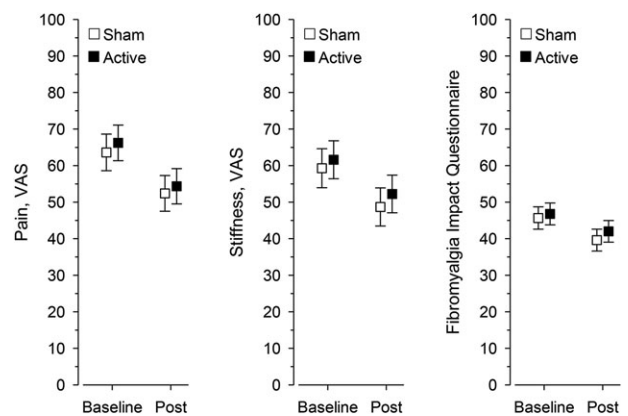 Pain, VAS
100
90
80
70
60
50
40
30
20
10
0
Sham
Active
Baseline Post
Stiffness, VAS
100
90
80
70
60
50
40
30
20
10
0
Sham
Active
Baseline Post
Fibromyalgia Impact Questionnaire
100
90
80
70
60
50
40
30
20
10
0
Sham
Active
Baseline Post